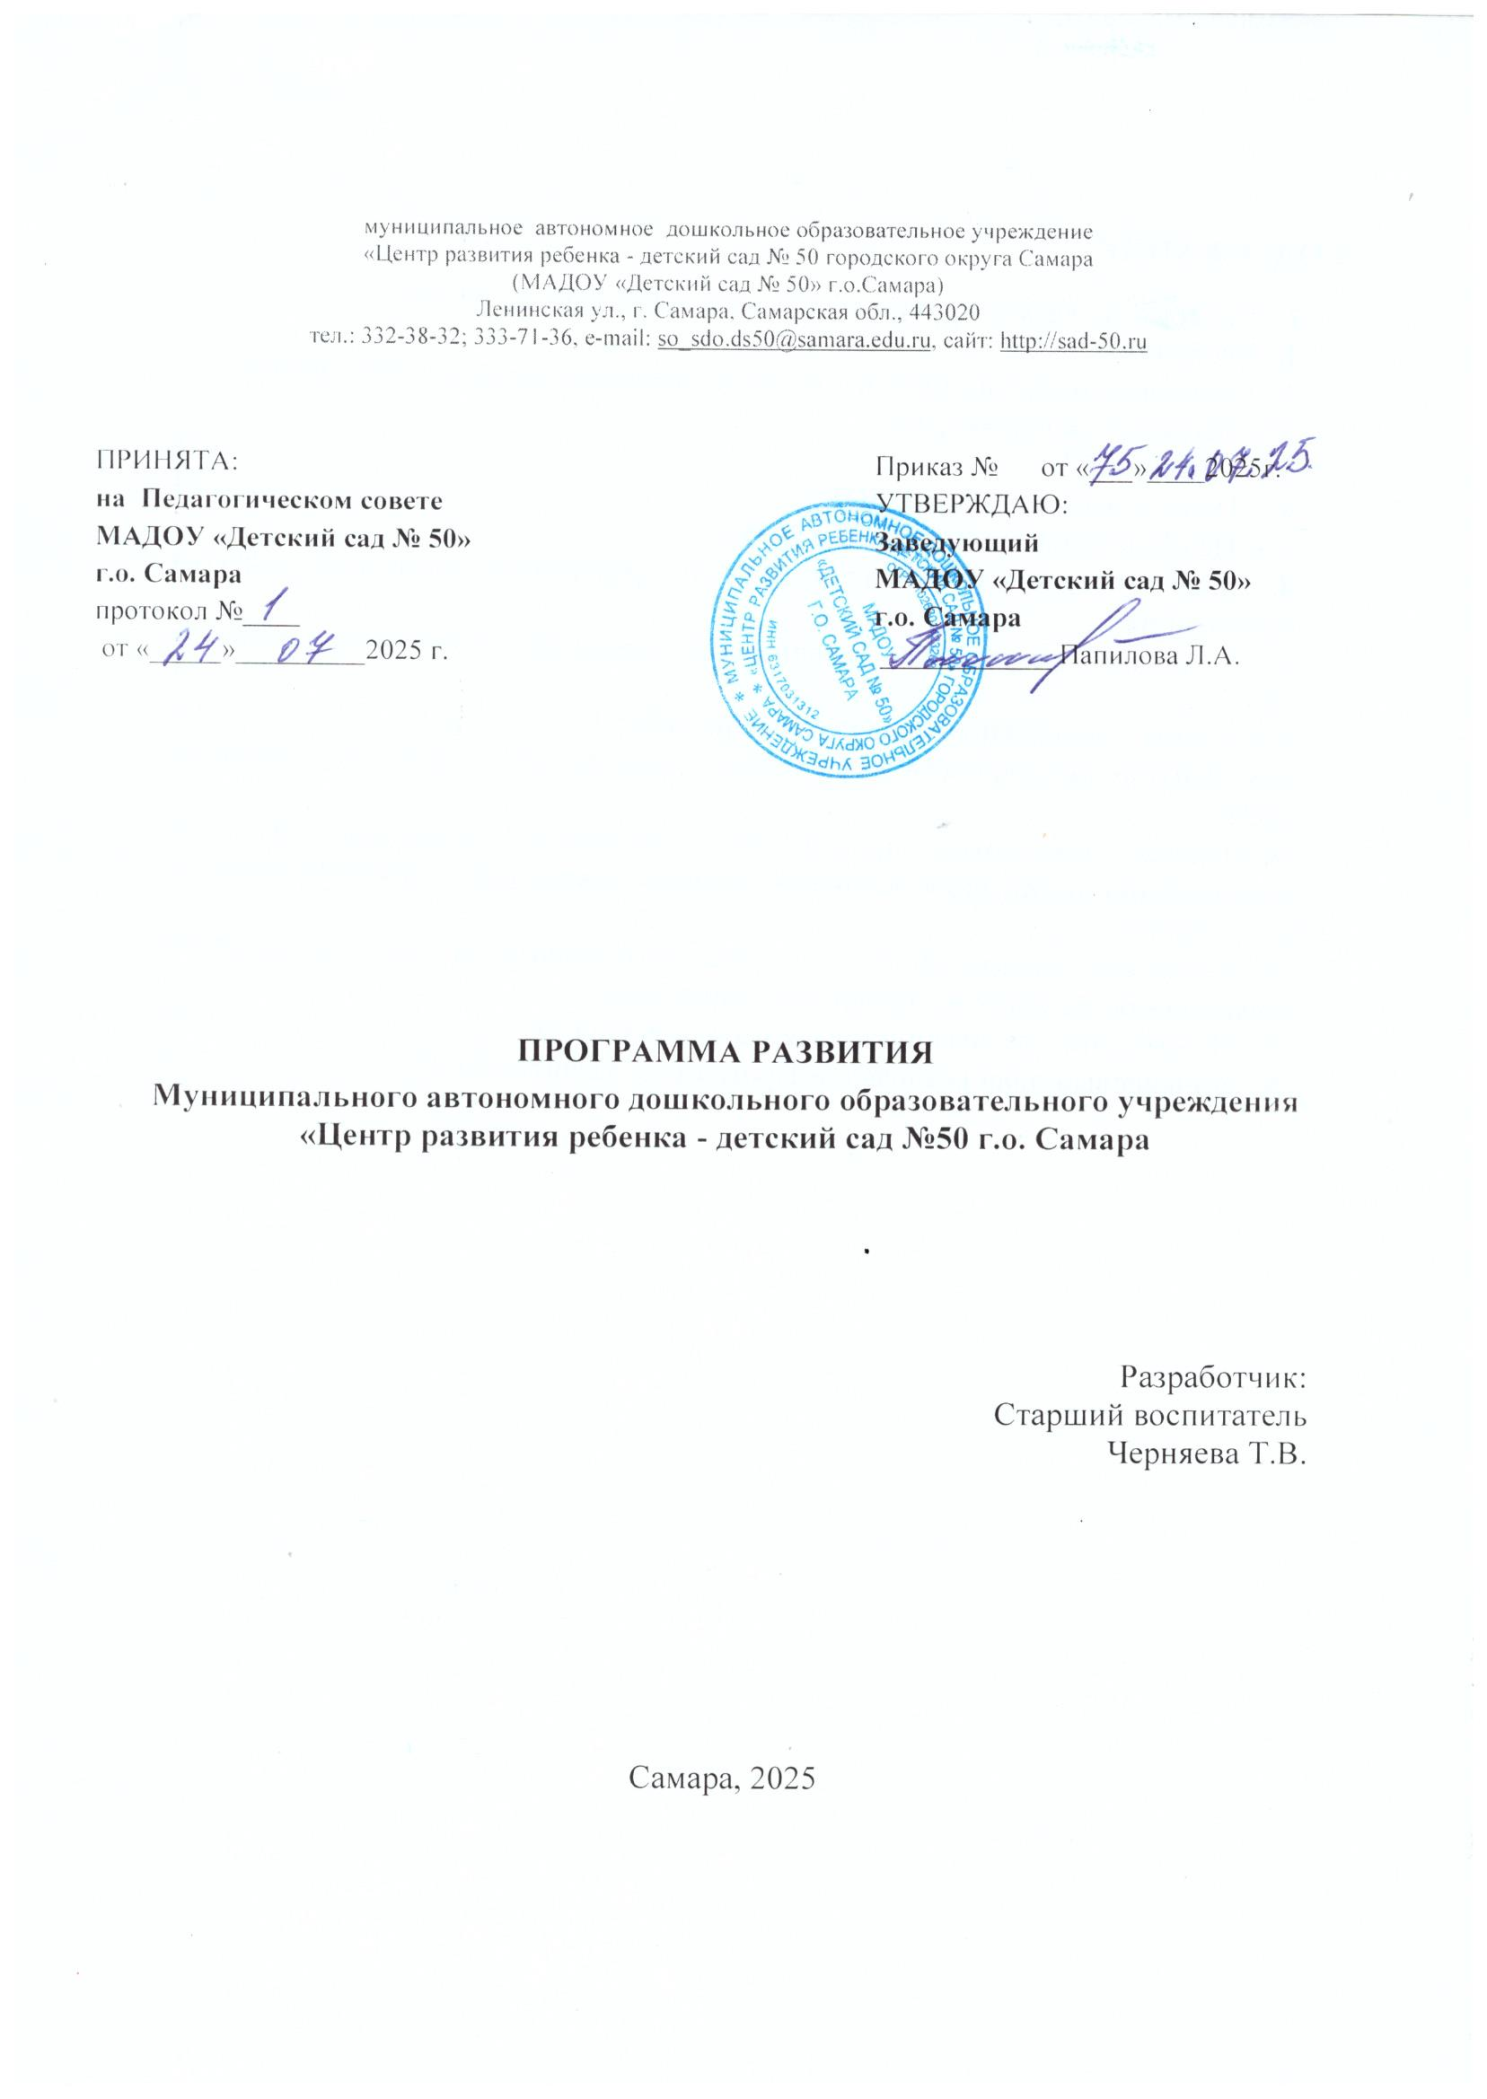 муниципальное автономное дошкольное образовательное учреждение
«Центр развития ребенка - детский сад № 50 городского округа Самара
(МАДОУ «Детский сад № 50» г.о.Самара)
Ленинская ул., г. Самара. Самарская обл., 443020
тел.: 332-38-32; 333-71-36, e-mail: so_sdo.ds50@samara.edu.ru, сайт: http://sad-50.ru
ПРИНЯТА:
на Педагогическом совете
МАДОУ «Детский сад № 50»
г.о. Самара
протокол № 1
от « 24 » 07 2025 г.
Приказ № от « 75 » 24.07.25 2025г.
УТВЕРЖДАЮ:
Заведующий
МАДОУ «Детский сад № 50»
г.о. Самара
Папилова Л.А.
* МУНИЦИПАЛЬНОЕ АВТОНОМНОЕ ДОШКОЛЬНОЕ ОБРАЗОВАТЕЛЬНОЕ УЧРЕЖДЕНИЕ
* «ЦЕНТР РАЗВИТИЯ РЕБЕНКА ДЕТСКИЙ САД № 50» ГОРОДСКОГО ОКРУГА САМАРА
ИНН 6317031312
МАДОУ
«ДЕТСКИЙ САД № 50»
Г.О. САМАРА
ПРОГРАММА РАЗВИТИЯ
Муниципального автономного дошкольного образовательного учреждения
«Центр развития ребенка - детский сад №50 г.о. Самара
Разработчик:
Старший воспитатель
Черняева Т.В.
Самара, 2025